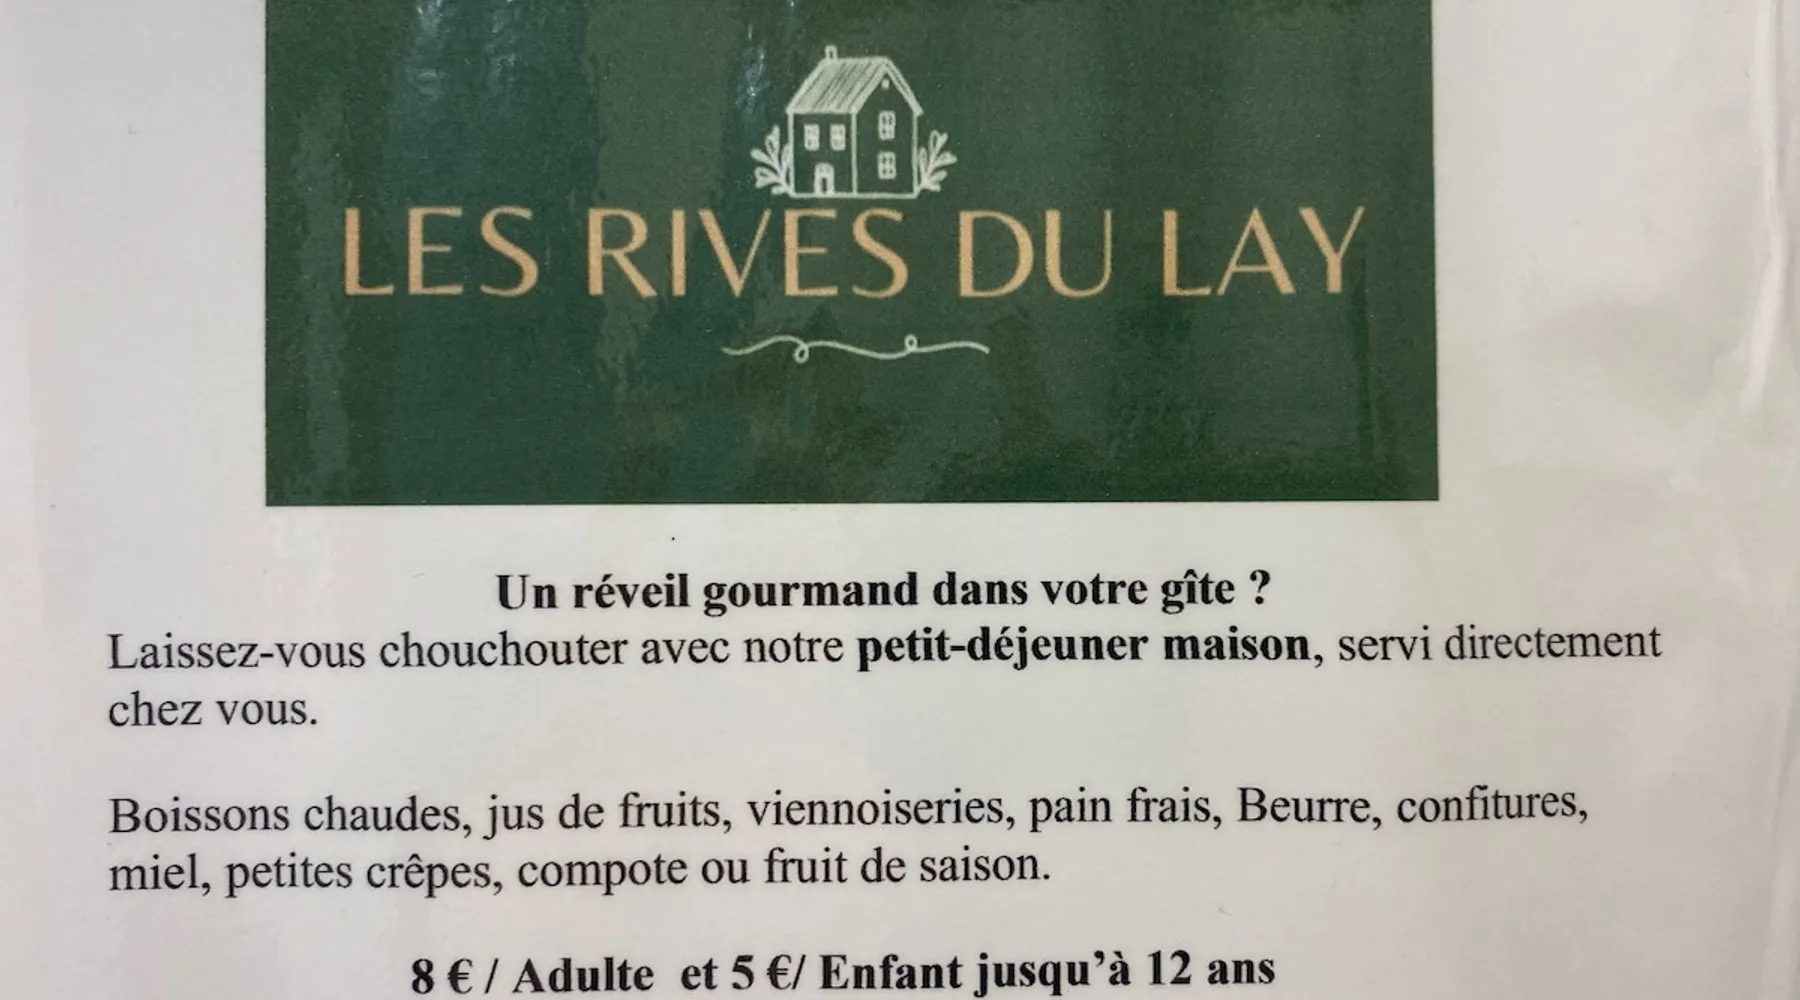 LES RIVES DU LAY
Un réveil gourmand dans votre gîte ?
Laissez-vous chouchouter avec notre petit-déjeuner maison, servi directement
chez vous.
Boissons chaudes, jus de fruits, viennoiseries, pain frais, Beurre, confitures,
miel, petites crêpes, compote ou fruit de saison.
8 € / Adulte et 5 €/ Enfant jusqu’à 12 ans